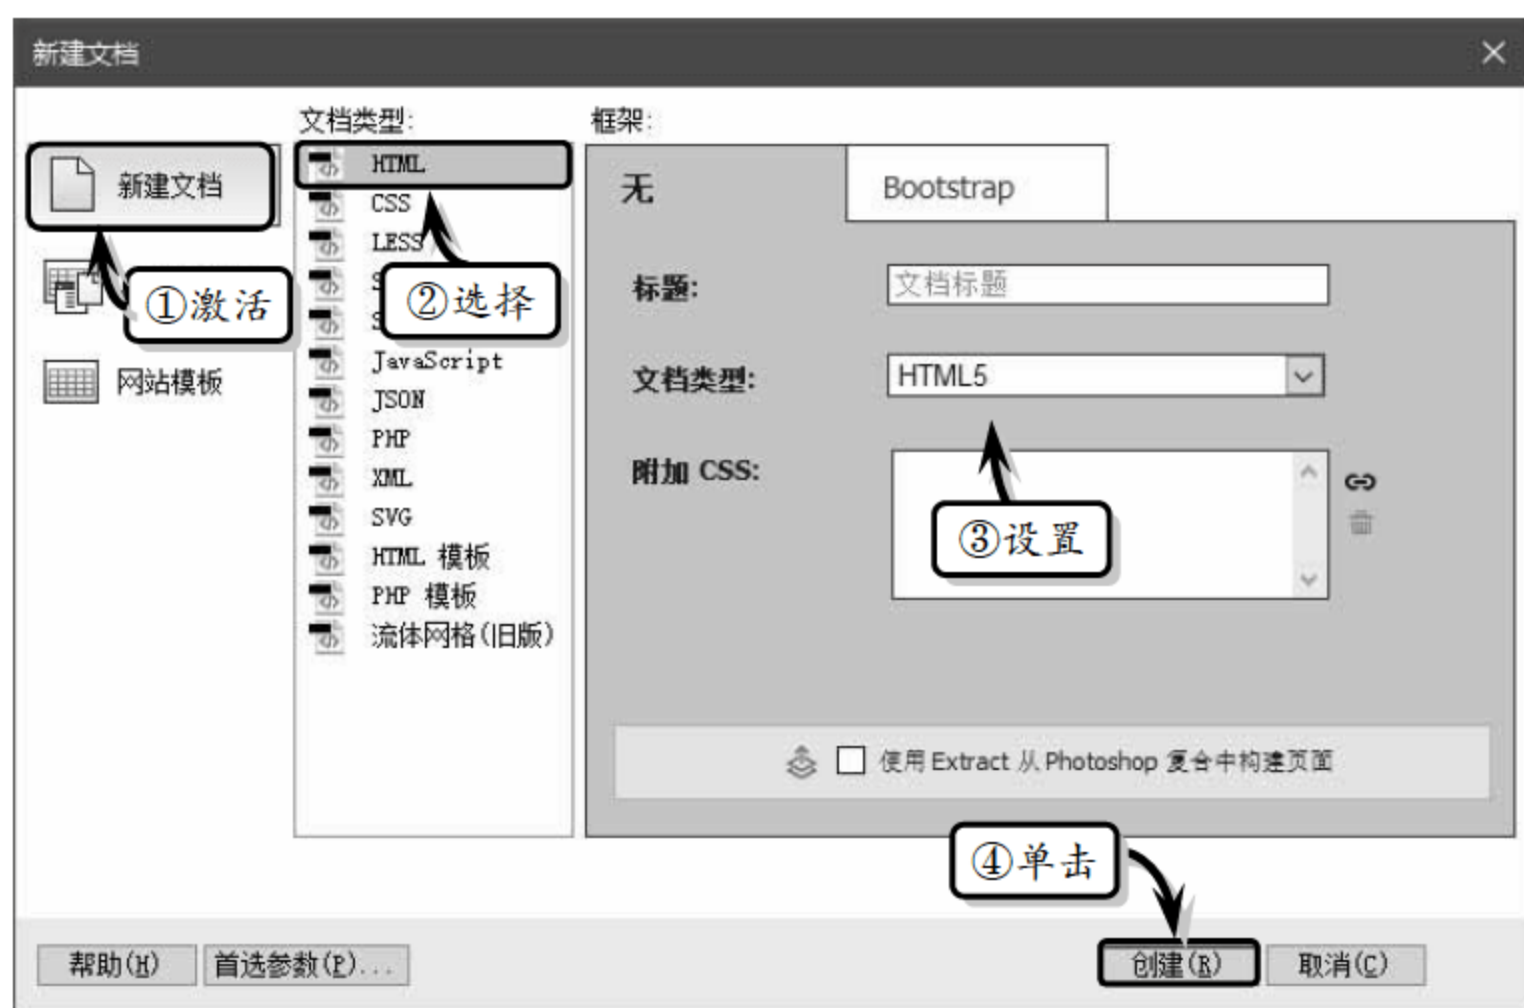 新建文档
文档类型:
框架:
新建文档
①激活
网站模板
HTML
CSS
LESS
②选择
JavaScript
JSON
PHP
XML
SVG
HTML 模板
PHP 模板
流体网格(旧版)
无
Bootstrap
标题:
文档标题
文档类型:
HTML5
附加 CSS:
③设置
使用 Extract 从 Photoshop 复合中构建页面
④单击
帮助(H)
首选参数(P)...
创建(R)
取消(C)